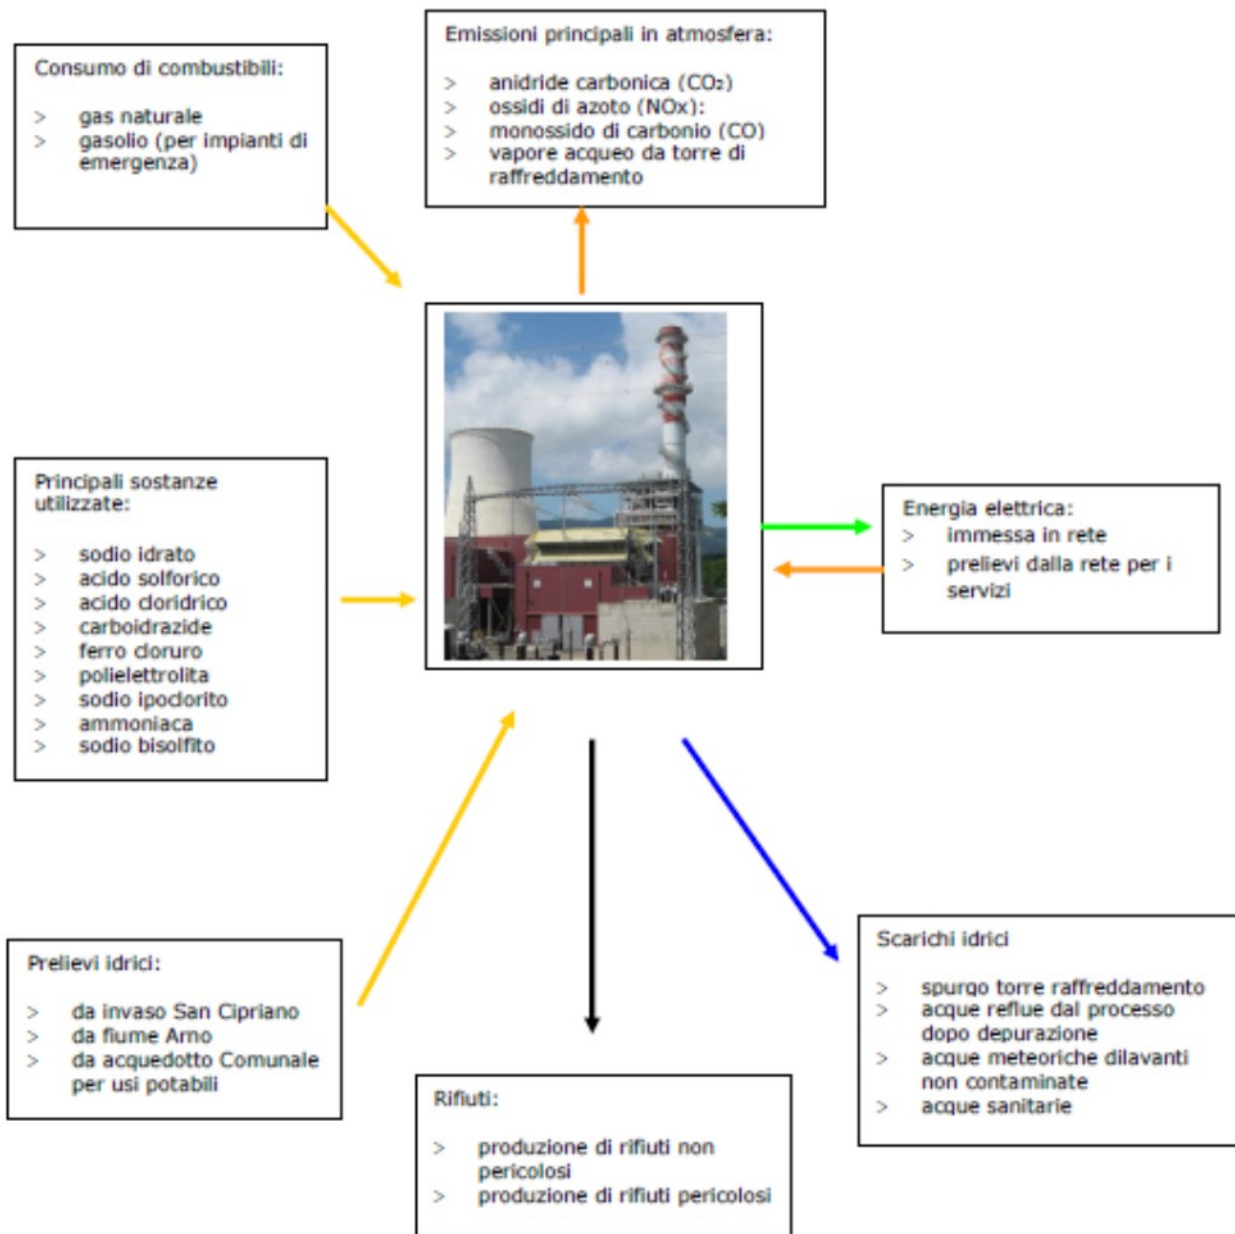 Consumo di combustibili:
> gas naturale
> gasolio (per impianti di
emergenza)
Emissioni principali in atmosfera:
> anidride carbonica (CO₂)
> ossidi di azoto (NOx):
> monossido di carbonio (CO)
> vapore acqueo da torre di
raffreddamento
Principali sostanze
utilizzate:
> sodio idrato
> acido solforico
> acido cloridrico
> carboidrazide
> ferro cloruro
> polielettrolita
> sodio ipoclorito
> ammoniaca
> sodio bisolfito
Energia elettrica:
> immessa in rete
> prelievi dalla rete per i
servizi
Prelievi idrici:
> da invaso San Cipriano
> da fiume Arno
> da acquedotto Comunale
per usi potabili
Rifiuti:
> produzione di rifiuti non
pericolosi
> produzione di rifiuti pericolosi
Scarichi idrici
> spurgo torre raffreddamento
> acque reflue dal processo
dopo depurazione
> acque meteoriche dilavanti
non contaminate
> acque sanitarie